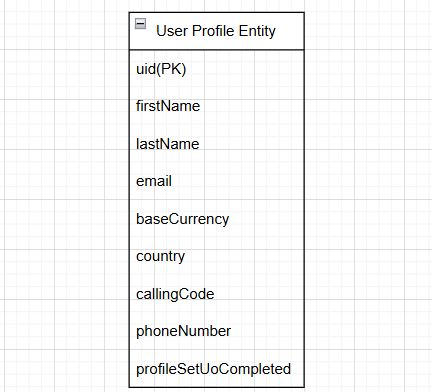 User Profile Entity
uid(PK)
firstName
lastName
email
baseCurrency
country
callingCode
phoneNumber
profileSetUoCompleted